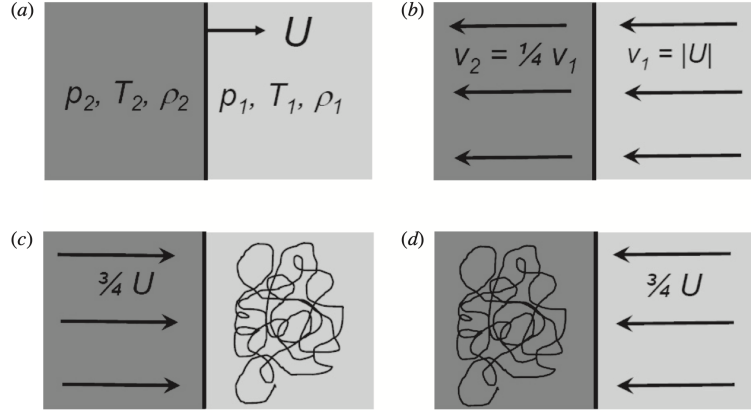 (a)
U
p₂, T₂, ρ₂
p₁, T₁, ρ₁
(b)
v₂ = ¼ v₁
v₁ = |U|
(c)
¾ U
(d)
¾ U